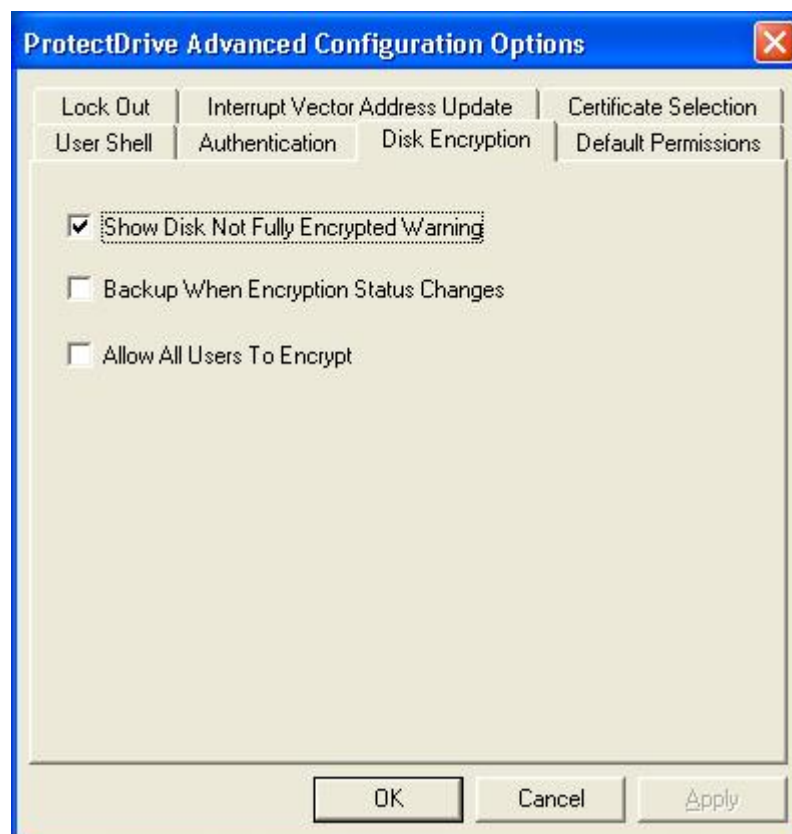 ProtectDrive Advanced Configuration Options
Lock Out Interrupt Vector Address Update Certificate Selection
User Shell Authentication Disk Encryption Default Permissions
Show Disk Not Fully Encrypted Warning
Backup When Encryption Status Changes
Allow All Users To Encrypt
OK Cancel Apply